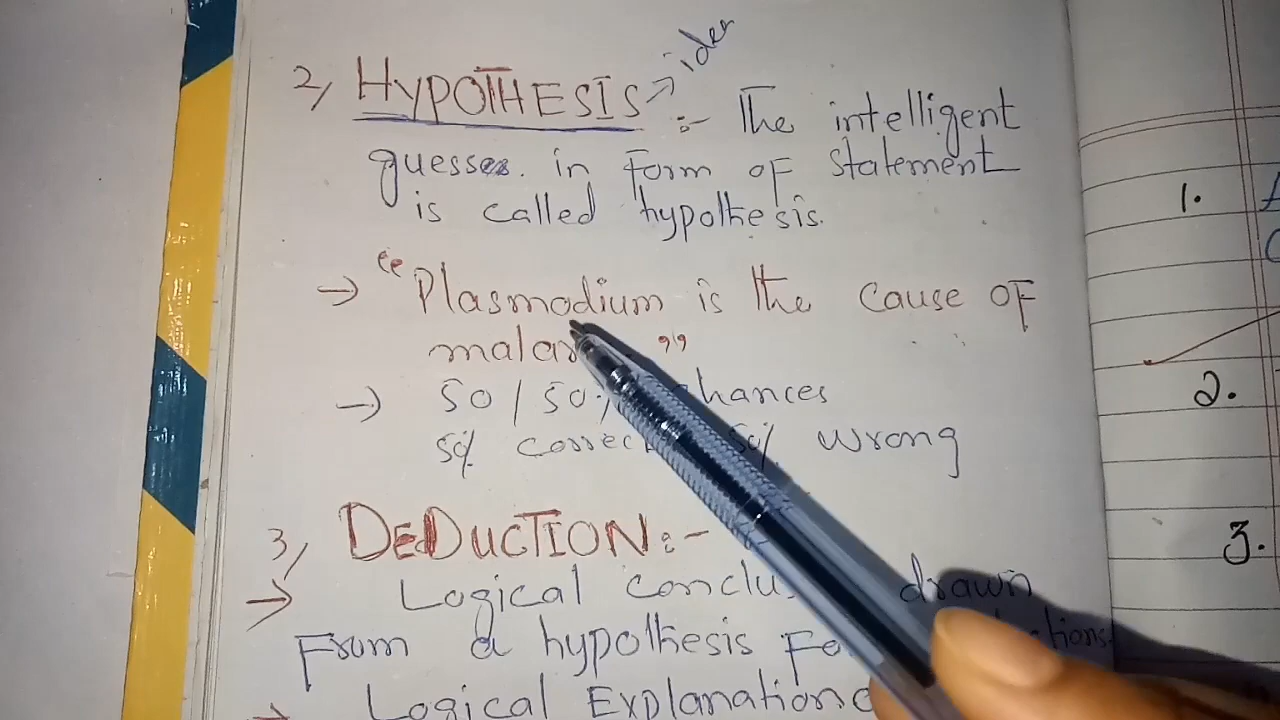 2, HYPOTHESIS → idea
:- The intelligent
guesses. in form of statement
is called hypothesis.
→ "Plasmodium is the cause of
"
→ 50 / 50% chances
50% 50% wrong
3, DEDUCTION:-
→ Logical drawn
From a hypothesis
→ Logical Explanation
1.
2.
3.